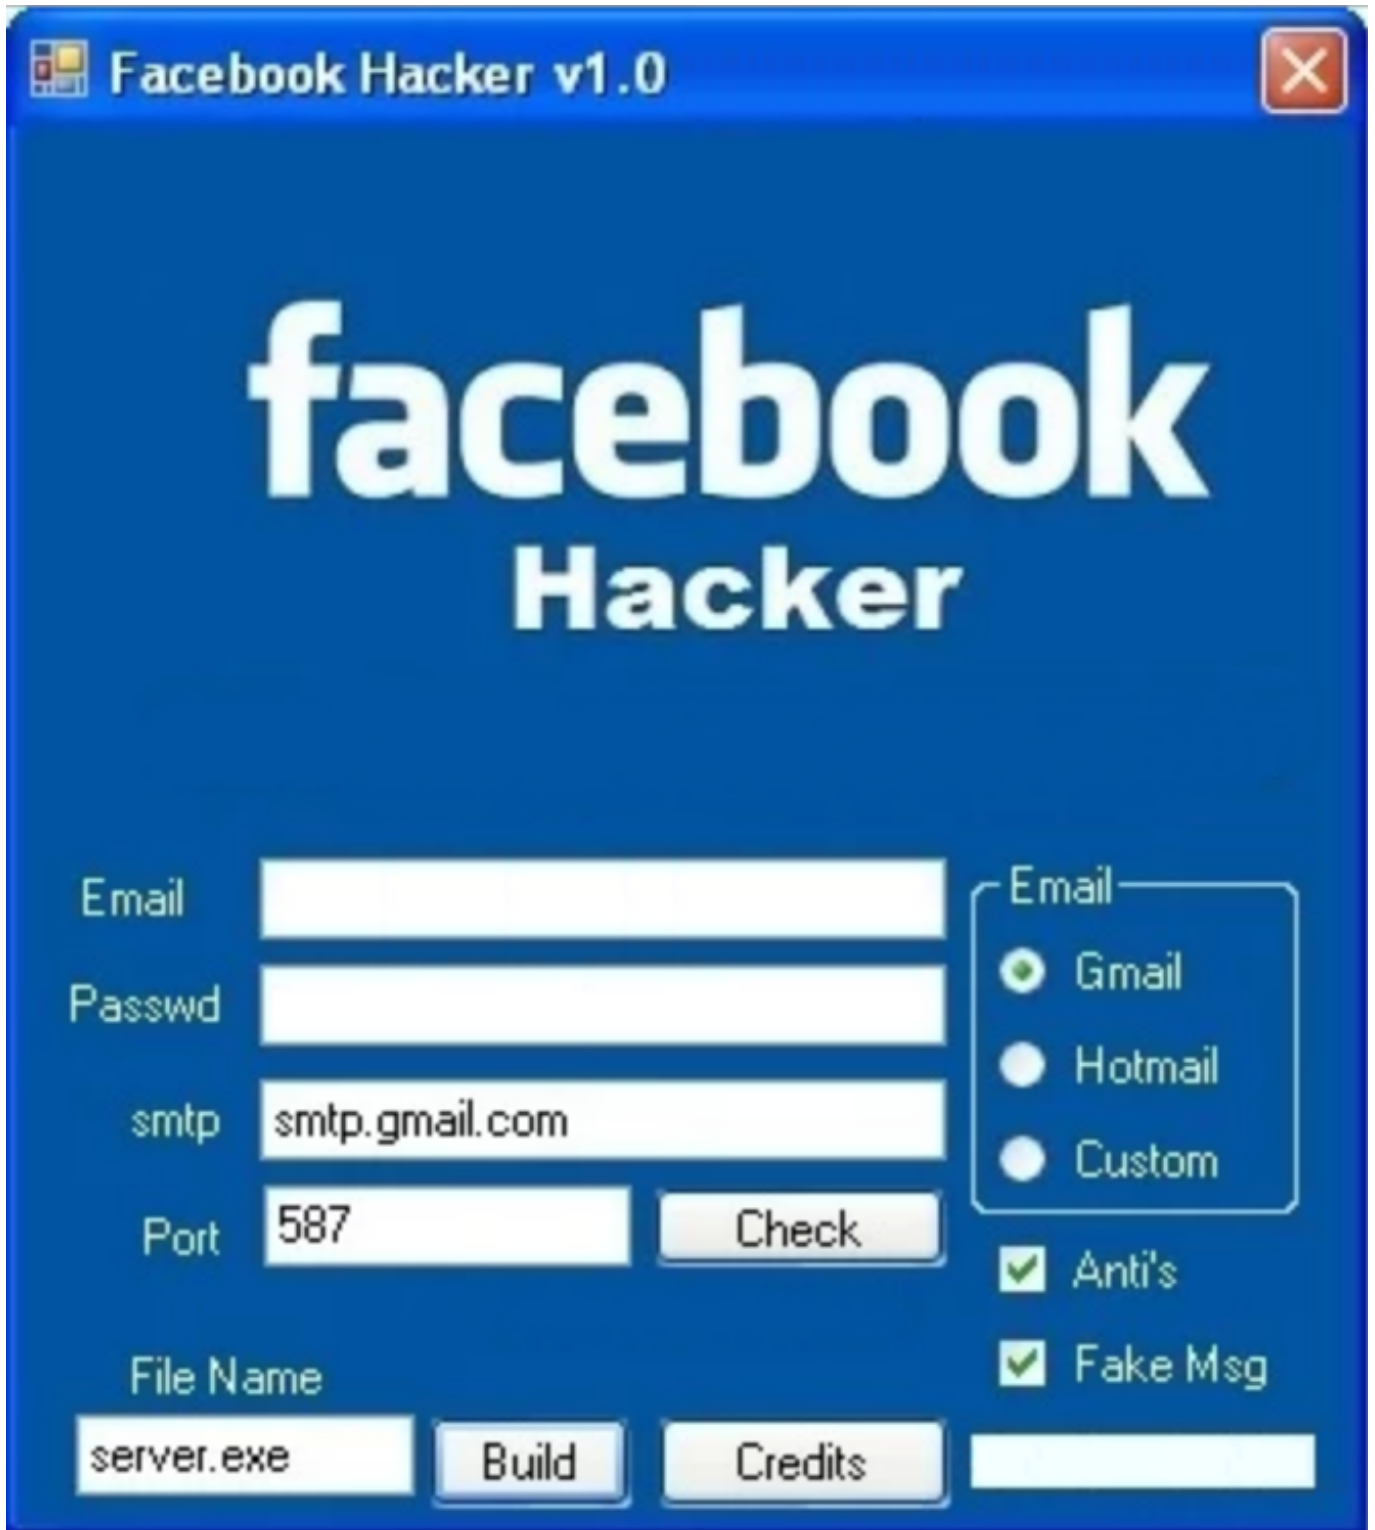 Facebook Hacker v1.0
facebook
Hacker
Email
Passwd
smtp smtp.gmail.com
Port 587 Check
Email
Gmail
Hotmail
Custom
Anti's
Fake Msg
File Name
server.exe Build Credits